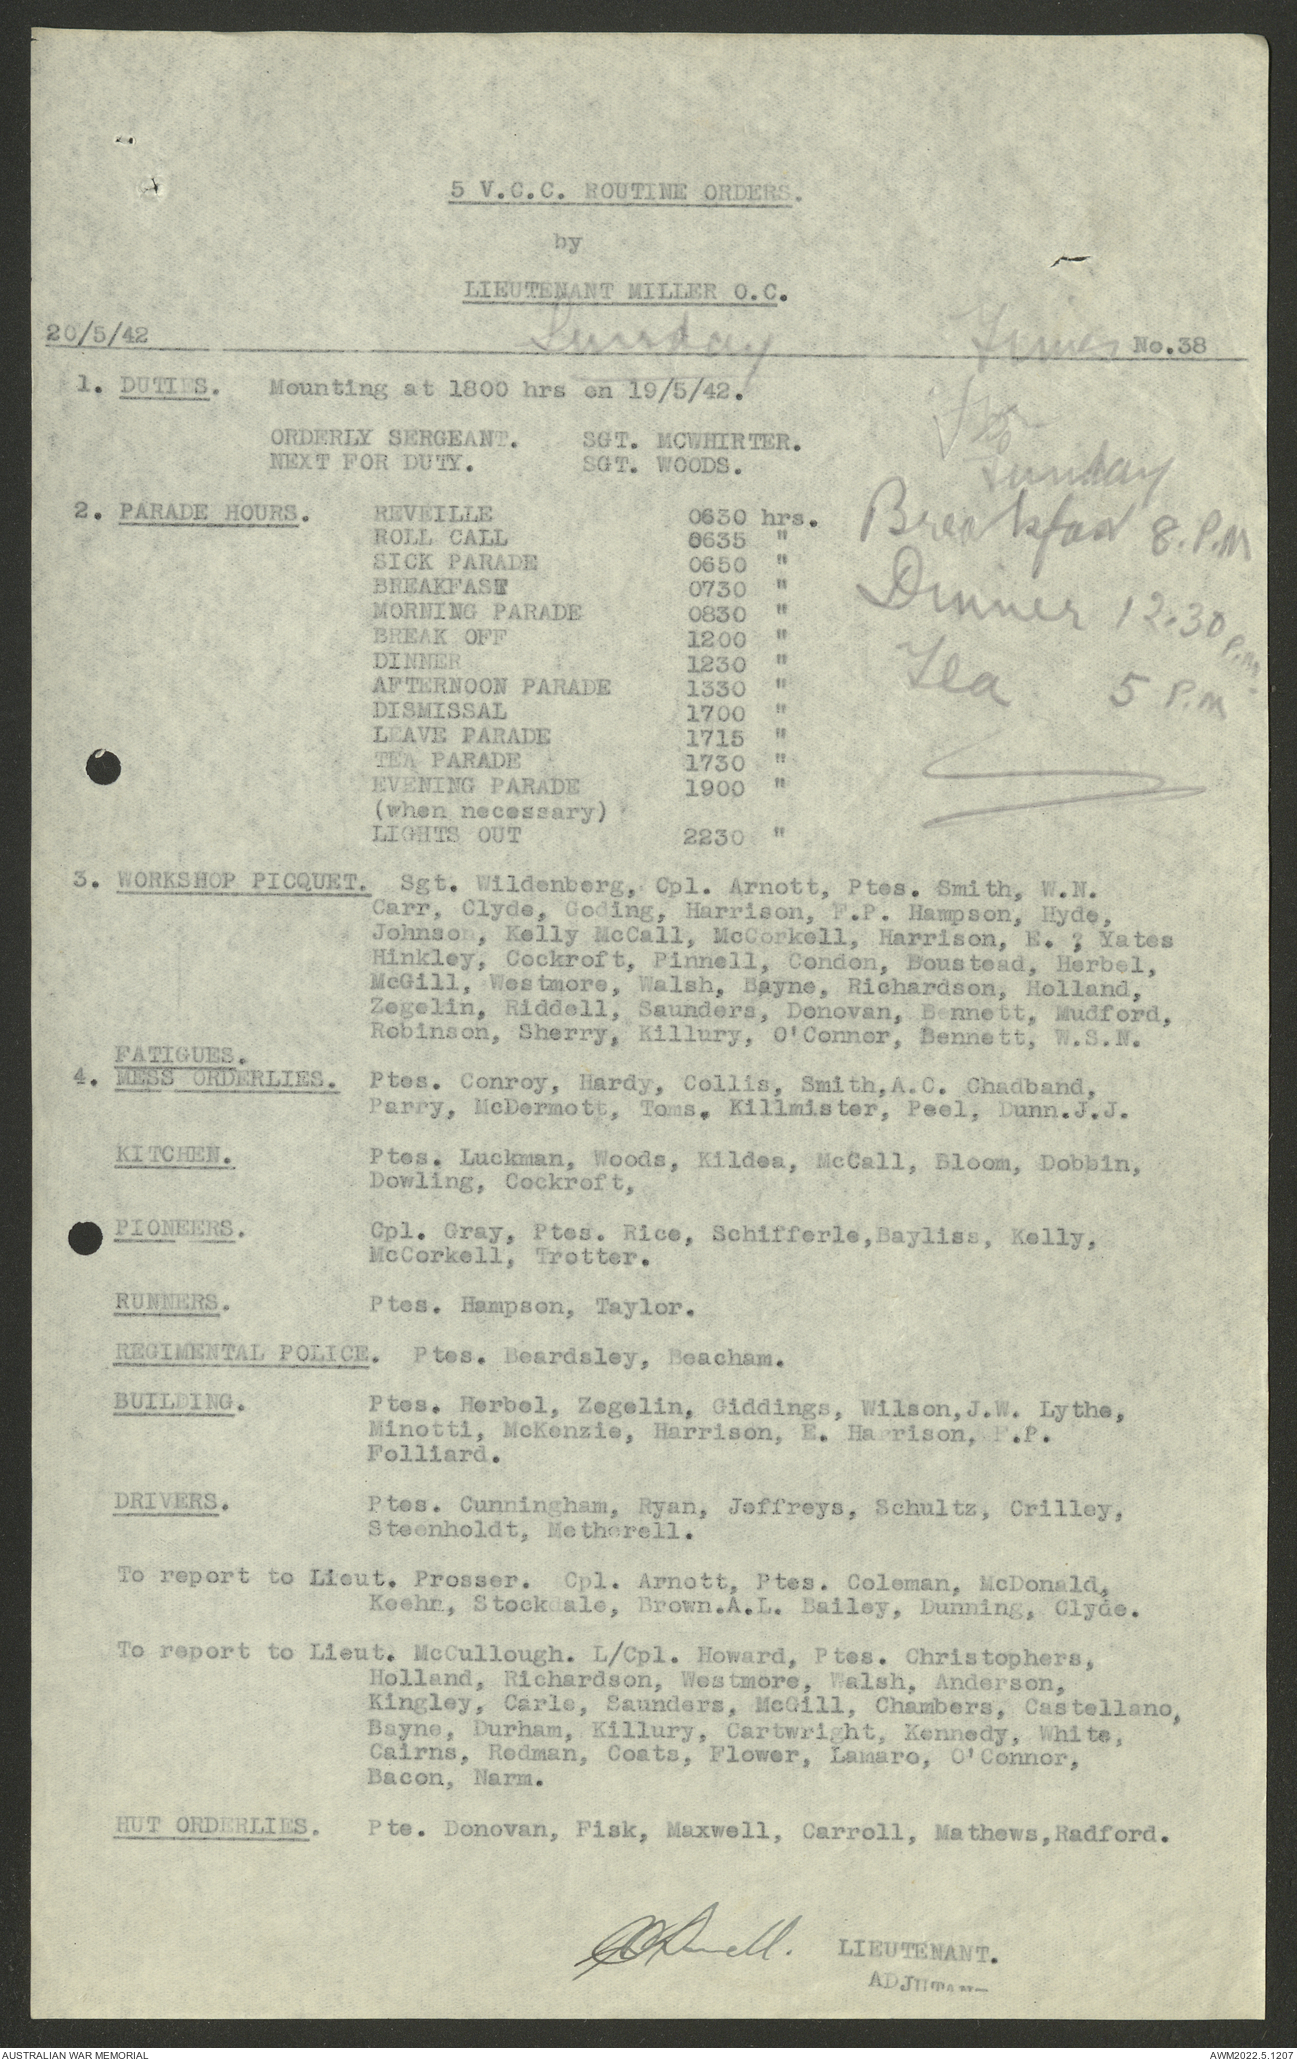 5 V.C.C. ROUTINE ORDERS.
by
LIEUTENANT MILLER O.C.
Sunday Times
20/5/42 No.38
1. DUTIES. Mounting at 1800 hrs on 19/5/42.
for
ORDERLY SERGEANT. SGT. MCWHIRTER.
NEXT FOR DUTY. SGT. WOODS.
Sunday
2. PARADE HOURS. REVEILLE 0630 hrs.
ROLL CALL 0635 "
Breakfast 8.P.M
SICK PARADE 0650 "
BREAKFAST 0730 "
MORNING PARADE 0830 "
Dinner 12.30 P.M.
BREAK OFF 1200 "
DINNER 1230 "
AFTERNOON PARADE 1330 "
Tea 5 P.M
DISMISSAL 1700 "
LEAVE PARADE 1715 "
TEA PARADE 1730 "
EVENING PARADE 1900 "
(when necessary)
LIGHTS OUT 2230 "
3. WORKSHOP PICQUET. Sgt. Wildenberg, Cpl. Arnott, Ptes. Smith, W.N.
Carr, Clyde, Coding, Harrison, F.P. Hampson, Hyde,
Johnson, Kelly McCall, McCorkell, Harrison, E. ? Yates
Hinkley, Cockroft, Pinnell, Condon, Boustead, Herbel,
McGill, Westmore, Walsh, Bayne, Richardson, Holland,
Zegelin, Riddell, Saunders, Donovan, Bennett, Mudford,
Robinson, Sherry, Killury, O'Connor, Bennett, W.S.N.
FATIGUES.
4. MESS ORDERLIES. Ptes. Conroy, Hardy, Collis, Smith,A.C. Chadband,
Parry, McDermott, Toms, Killmister, Peel, Dunn.J.J.
KITCHEN. Ptes. Luckman, Woods, Kildea, McCall, Bloom, Dobbin,
Dowling, Cockroft,
PIONEERS. Cpl. Gray, Ptes. Rice, Schifferle,Bayliss, Kelly,
McCorkell, Trotter.
RUNNERS. Ptes. Hampson, Taylor.
REGIMENTAL POLICE. Ptes. Beardsley, Beacham.
BUILDING. Ptes. Herbel, Zegelin, Giddings, Wilson,J.W. Lythe,
Minotti, McKenzie, Harrison, E. Harrison, F.P.
Folliard.
DRIVERS. Ptes. Cunningham, Ryan, Jeffreys, Schultz, Crilley,
Steenholdt, Metherell.
To report to Lieut. Prosser. Cpl. Arnott, Ptes. Coleman, McDonald,
Koehn, Stockdale, Brown.A.L. Bailey, Dunning, Clyde.
To report to Lieut. McCullough. L/Cpl. Howard, Ptes. Christophers,
Holland, Richardson, Westmore, Walsh, Anderson,
Kingley, Carle, Saunders, McGill, Chambers, Castellano,
Bayne, Durham, Killury, Cartwright, Kennedy, White,
Cairns, Redman, Coats, Flower, Lamaro, O'Connor,
Bacon, Narm.
HUT ORDERLIES. Pte. Donovan, Fisk, Maxwell, Carroll, Mathews,Radford.
LIEUTENANT.
ADJUTANT
AUSTRALIAN WAR MEMORIAL AWM2022.5.1207